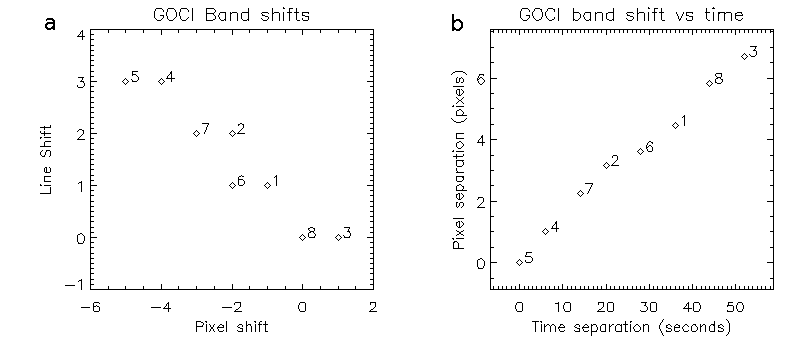 a
GOCI Band shifts
4
3
2
1
0
−1
−6 −4 −2 0 2
Line Shift
Pixel shift
5 4
7 2
6 1
8 3
b
GOCI band shift vs time
6
4
2
0
0 10 20 30 40 50
Pixel separation (pixels)
Time separation (seconds)
3
8
1
6
2
7
4
5